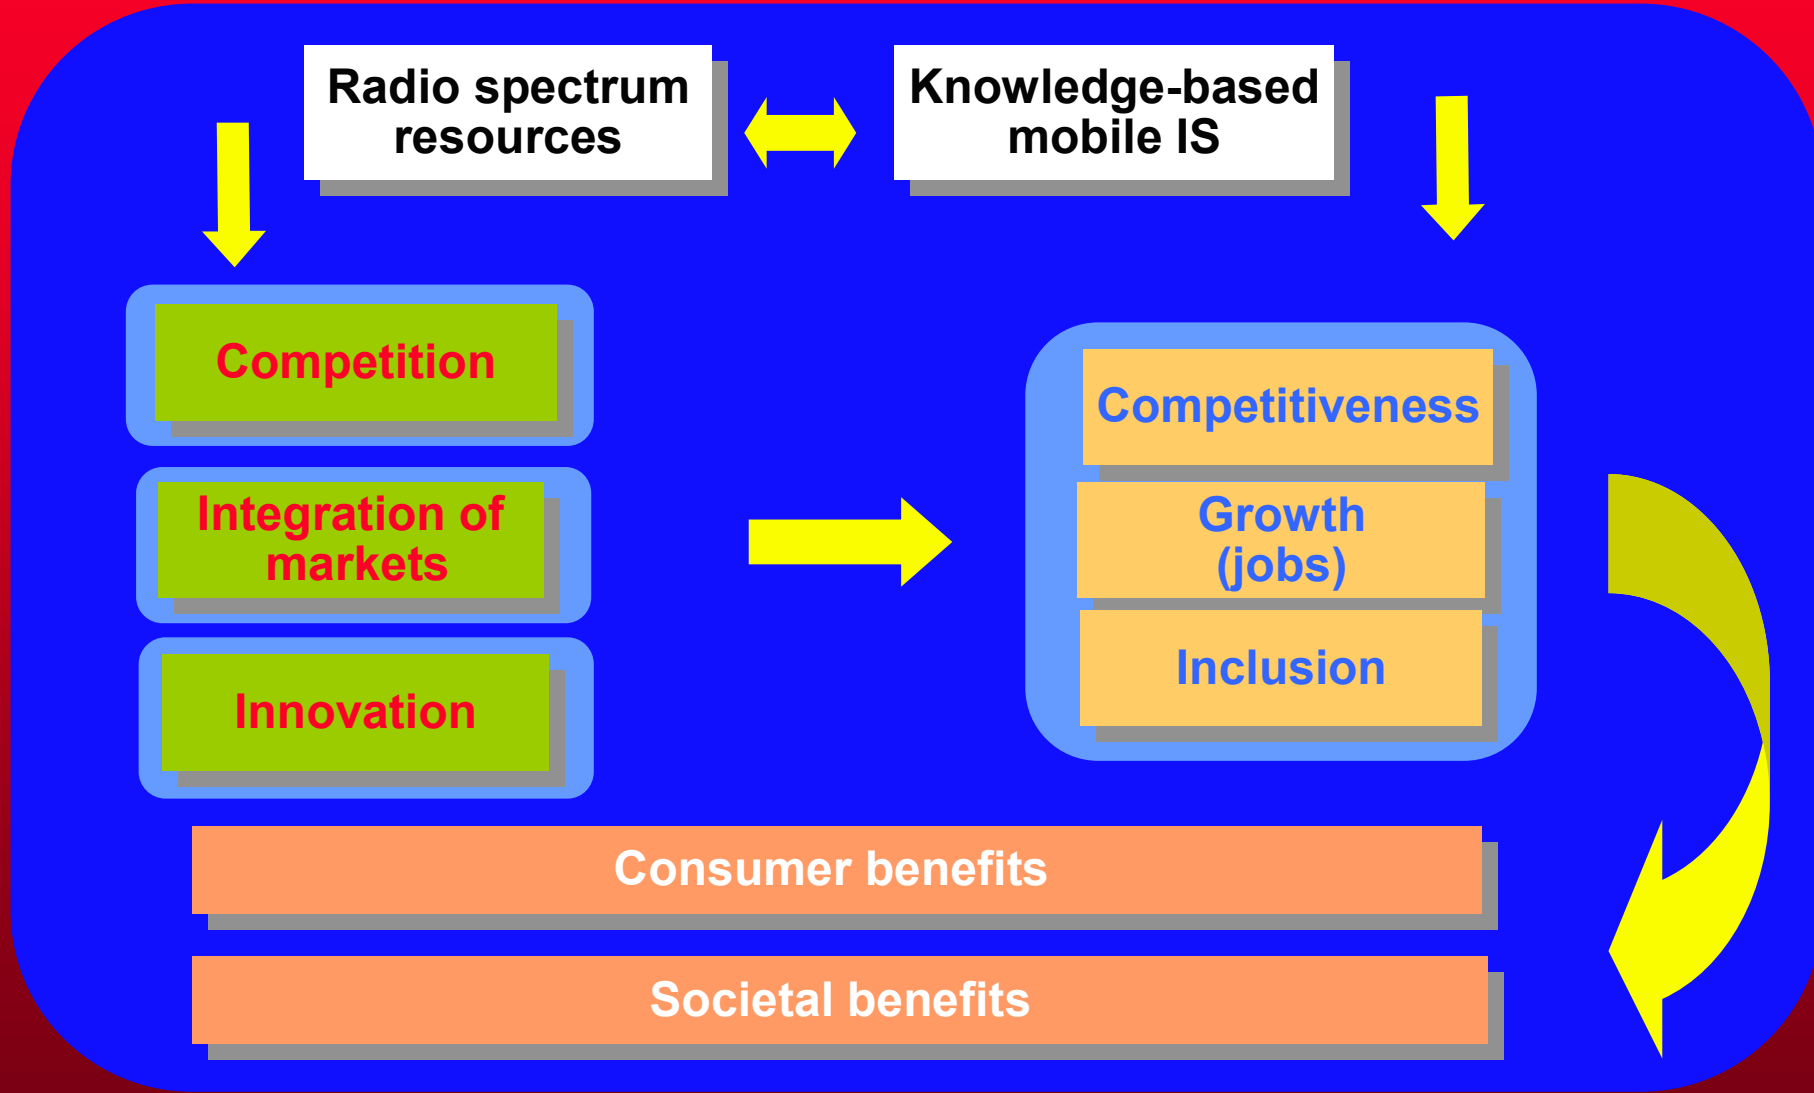 Radio spectrum
resources
Knowledge-based
mobile IS
Competition
Integration of
markets
Innovation
Competitiveness
Growth
(jobs)
Inclusion
Consumer benefits
Societal benefits